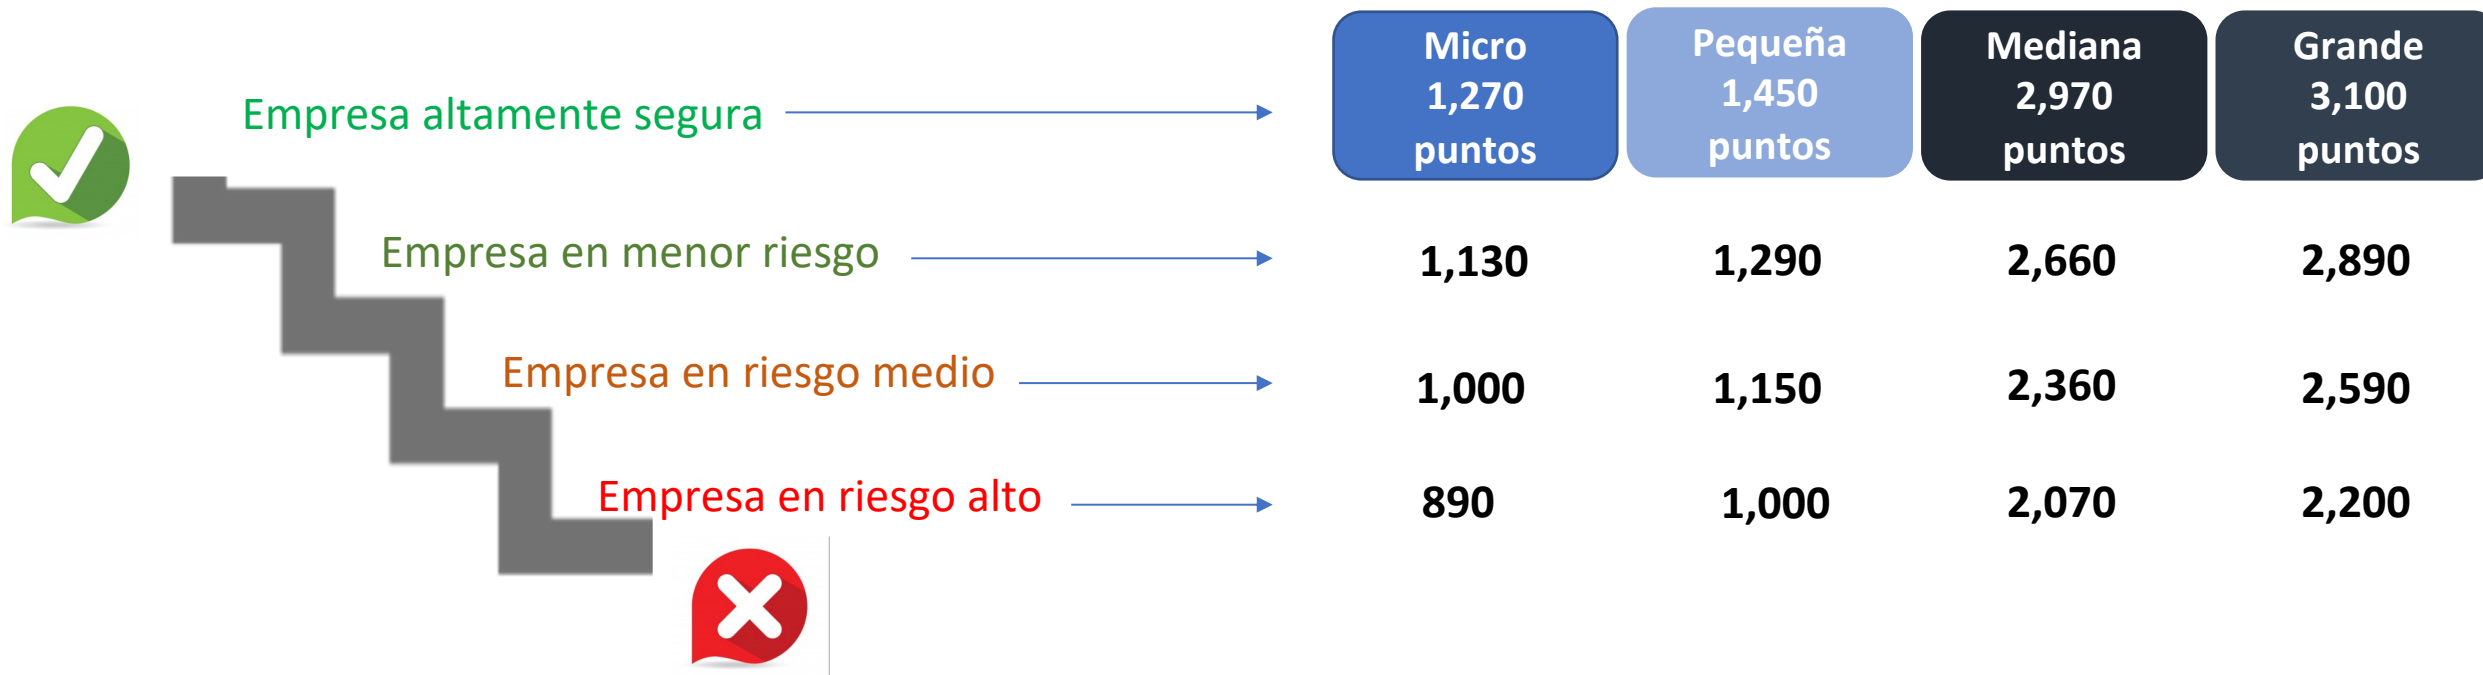 Empresa altamente segura
Micro
1,270
puntos
Pequeña
1,450
puntos
Mediana
2,970
puntos
Grande
3,100
puntos
Empresa en menor riesgo
1,130
1,290
2,660
2,890
Empresa en riesgo medio
1,000
1,150
2,360
2,590
Empresa en riesgo alto
890
1,000
2,070
2,200